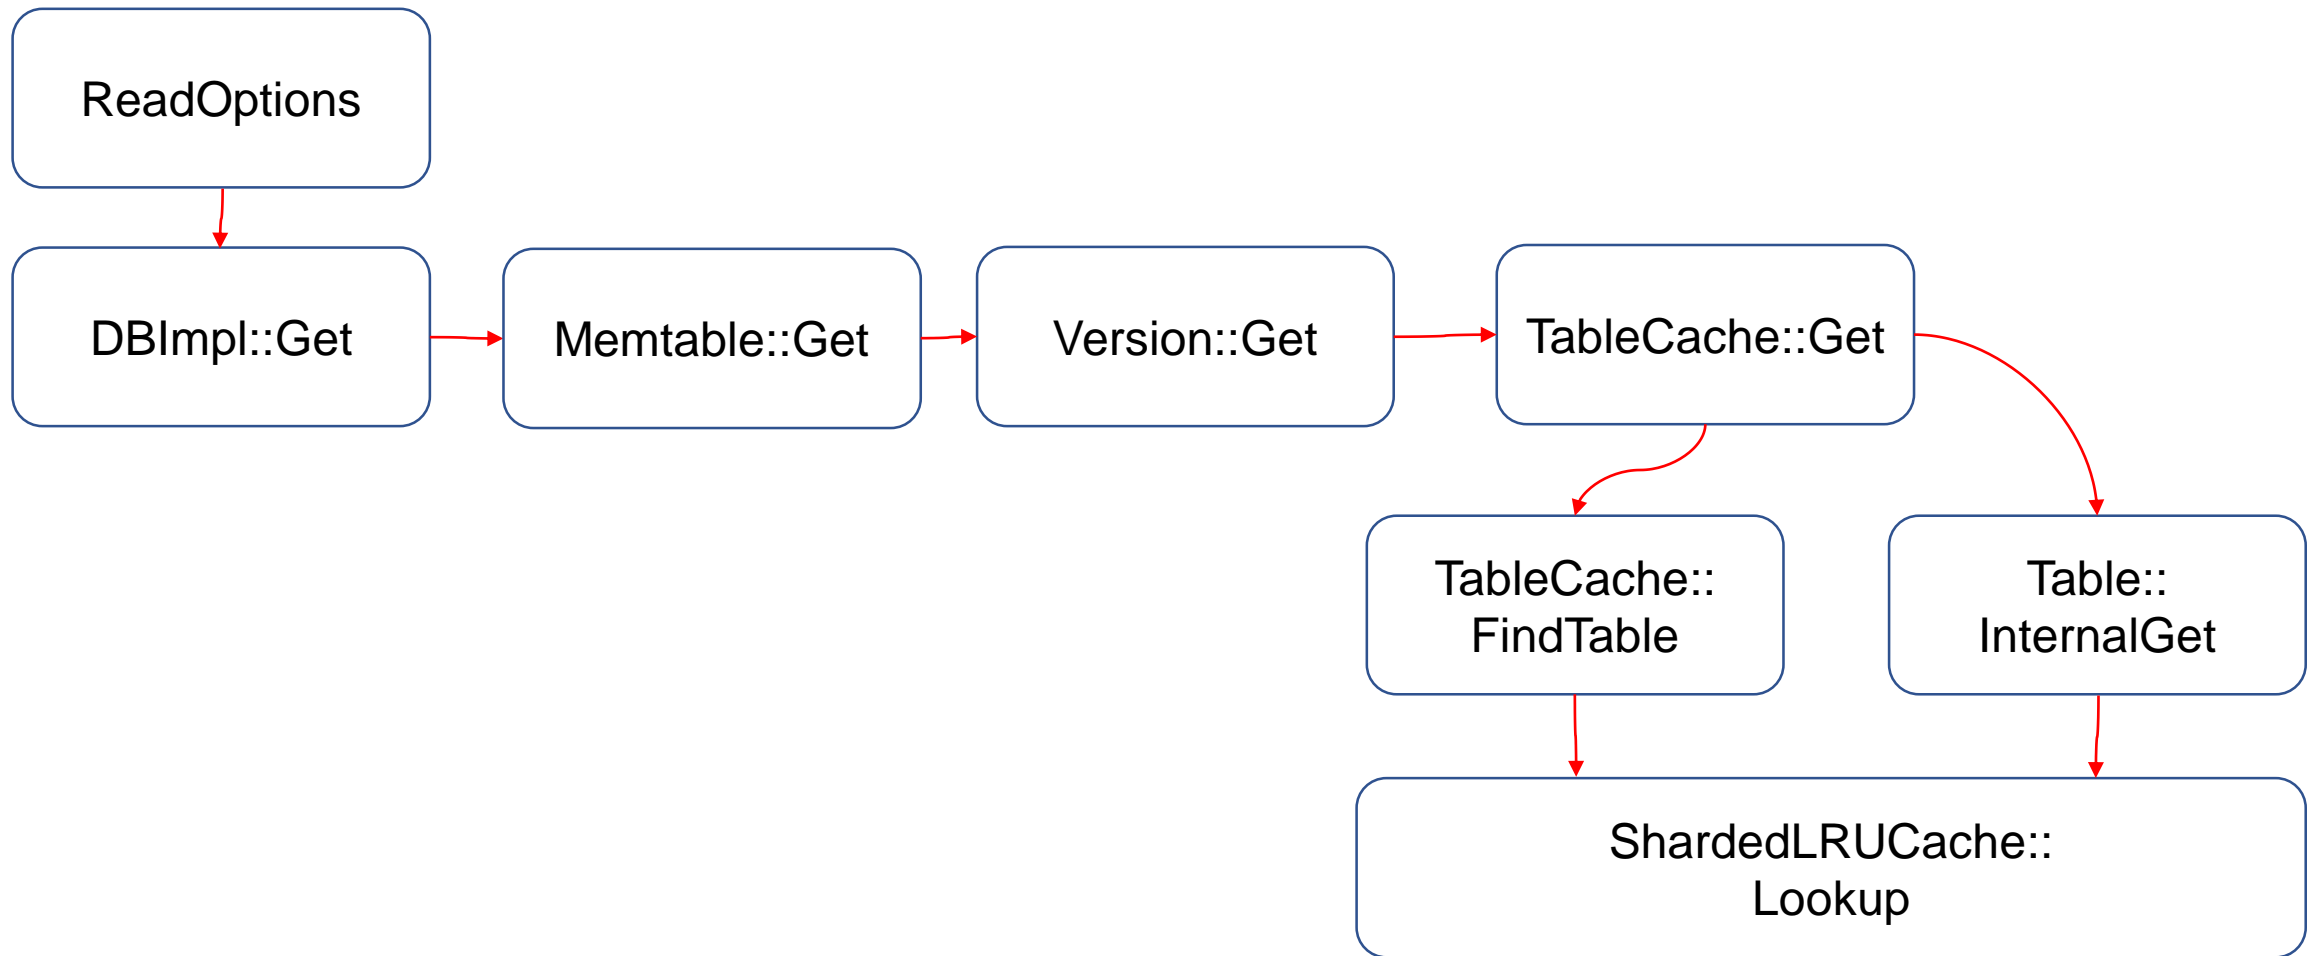 ReadOptions
DBImpl::Get
Memtable::Get
Version::Get
TableCache::Get
TableCache::
FindTable
Table::
InternalGet
ShardedLRUCache::
Lookup